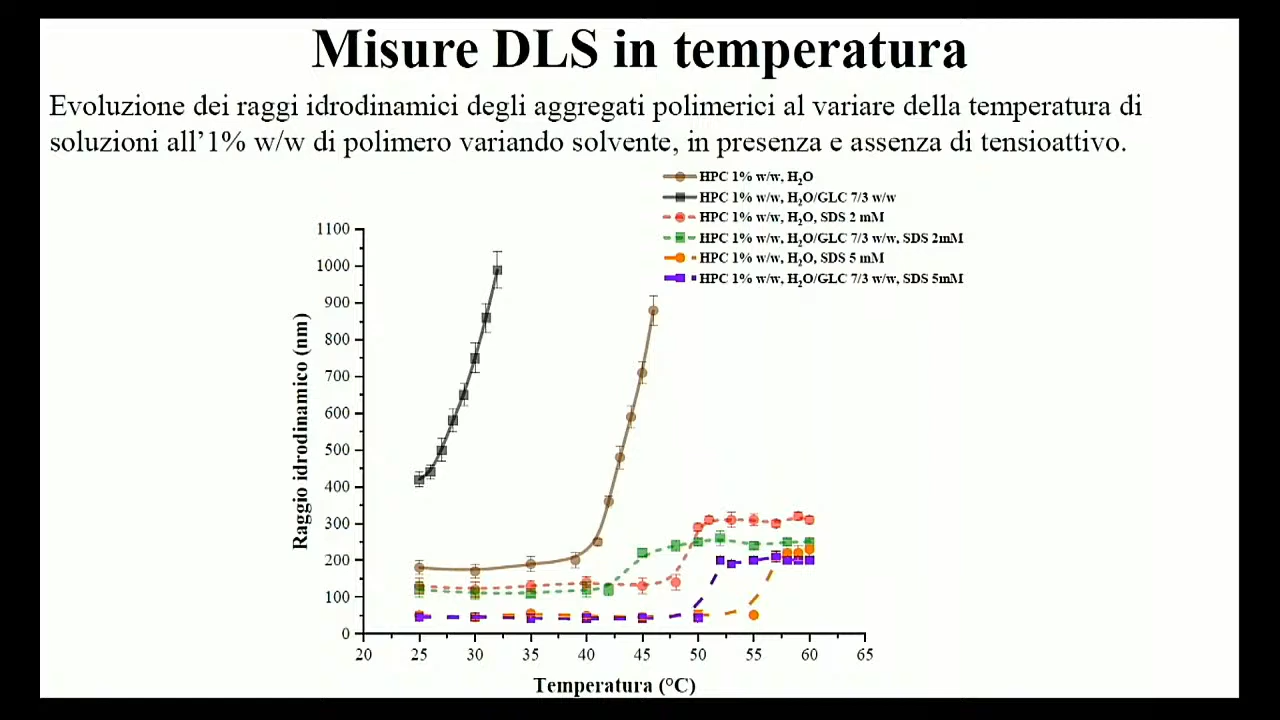 Misure DLS in temperatura
Evoluzione dei raggi idrodinamici degli aggregati polimerici al variare della temperatura di
soluzioni all'1% w/w di polimero variando solvente, in presenza e assenza di tensioattivo.
HPC 1% w/w, H₂O
HPC 1% w/w, H₂O/GLC 7/3 w/w
HPC 1% w/w, H₂O, SDS 2 mM
HPC 1% w/w, H₂O/GLC 7/3 w/w, SDS 2mM
HPC 1% w/w, H₂O, SDS 5 mM
HPC 1% w/w, H₂O/GLC 7/3 w/w, SDS 5mM
Raggio idrodinamico (nm)
1100
1000
900
800
700
600
500
400
300
200
100
0
20 25 30 35 40 45 50 55 60 65
Temperatura (°C)